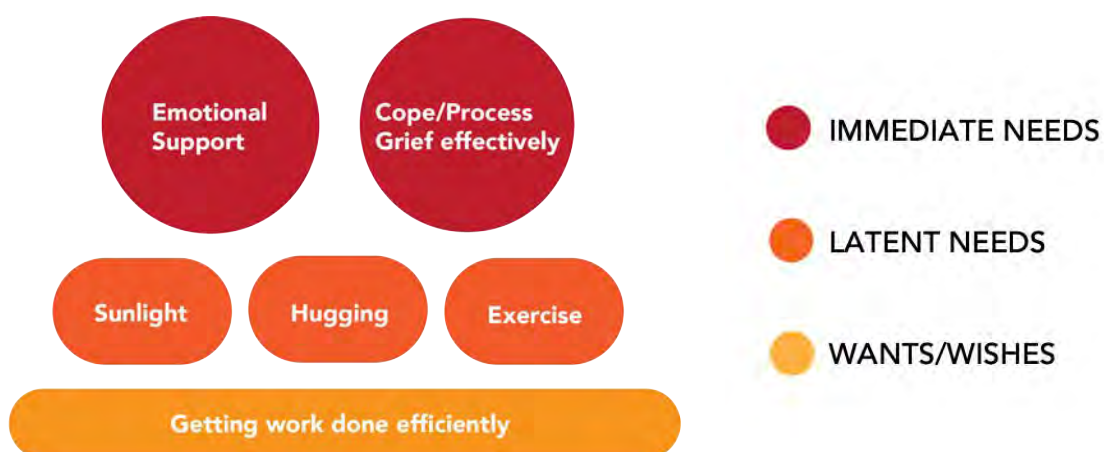 Emotional
Support
Cope/Process
Grief effectively
IMMEDIATE NEEDS
LATENT NEEDS
Sunlight
Hugging
Exercise
WANTS/WISHES
Getting work done efficiently